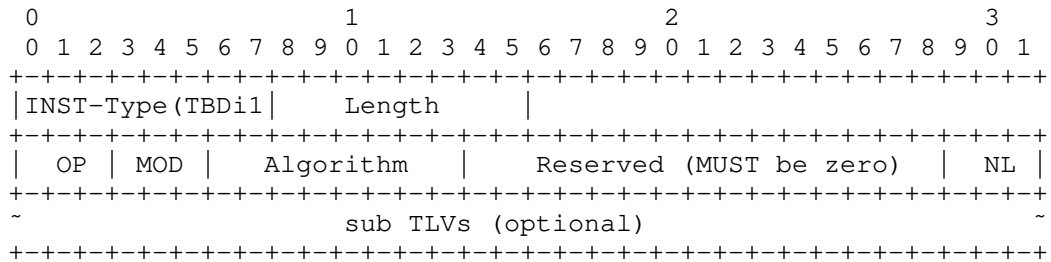 0                   1                   2                   3
 0 1 2 3 4 5 6 7 8 9 0 1 2 3 4 5 6 7 8 9 0 1 2 3 4 5 6 7 8 9 0 1
+-+-+-+-+-+-+-+-+-+-+-+-+-+-+-+-+-+-+-+-+-+-+-+-+-+-+-+-+-+-+-+-+
|INST-Type(TBDi1|    Length     |
+-+-+-+-+-+-+-+-+-+-+-+-+-+-+-+-+-+-+-+-+-+-+-+-+-+-+-+-+-+-+-+-+
|  OP | MOD |   Algorithm   |    Reserved (MUST be zero)  |  NL |
+-+-+-+-+-+-+-+-+-+-+-+-+-+-+-+-+-+-+-+-+-+-+-+-+-+-+-+-+-+-+-+-+
~                    sub TLVs (optional)                        ~
+-+-+-+-+-+-+-+-+-+-+-+-+-+-+-+-+-+-+-+-+-+-+-+-+-+-+-+-+-+-+-+-+